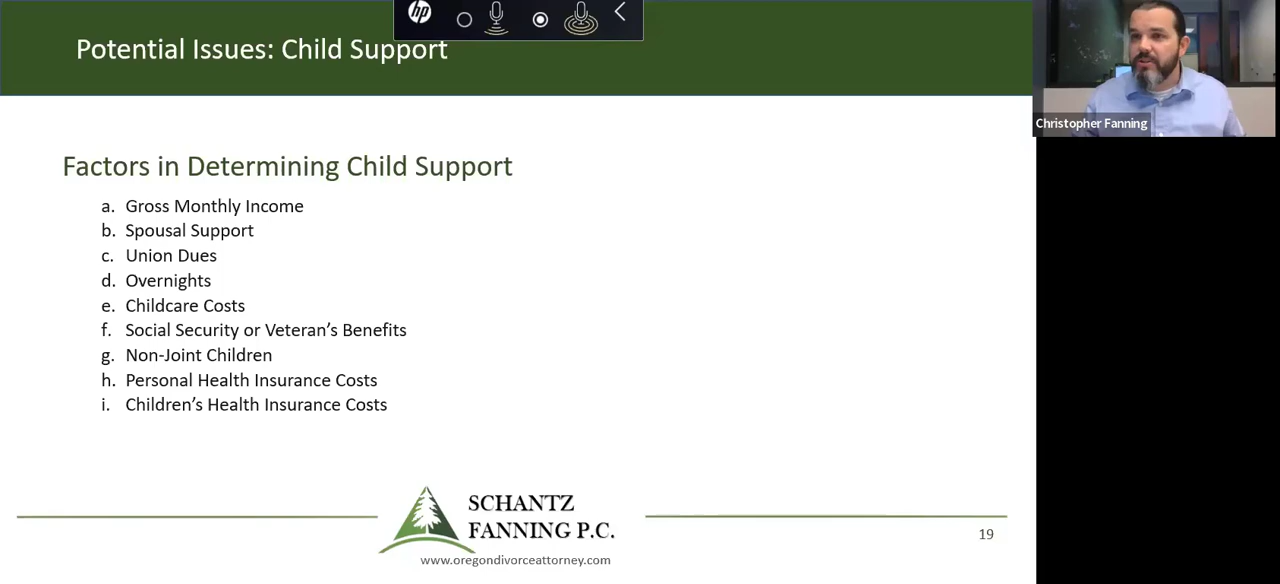 hp
Potential Issues: Child Support
Christopher Fanning
Factors in Determining Child Support
a. Gross Monthly Income
b. Spousal Support
c. Union Dues
d. Overnights
e. Childcare Costs
f. Social Security or Veteran’s Benefits
g. Non-Joint Children
h. Personal Health Insurance Costs
i. Children’s Health Insurance Costs
SCHANTZ
FANNING P.C.
19
www.oregondivorceattorney.com